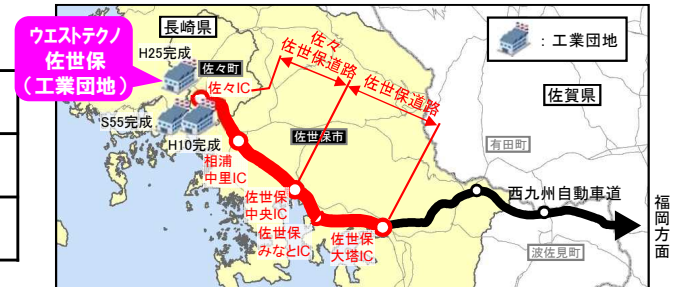 ウエストテクノ
佐世保
（工業団地）
長崎県
H25完成
佐々町
佐々IC
S55完成
H10完成
佐々
佐世保道路
佐世保道路
：工業団地
佐賀県
有田町
佐世保市
相浦
中里IC
佐世保
中央IC
佐世保
みなとIC
佐世保
大塔IC
西九州自動車道
波佐見町
福岡方面